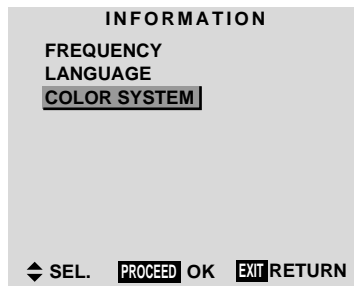 INFORMATION
FREQUENCY
LANGUAGE
COLOR SYSTEM
SEL. PROCEED OK EXIT RETURN